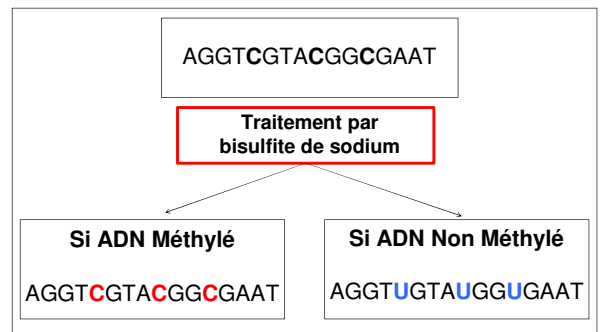 AGGTCGTACGGCGAAT
Traitement par
bisulfite de sodium
Si ADN Méthylé
AGGTCGTACGGCGAAT
Si ADN Non Méthylé
AGGTUGTAUGGUGAAT